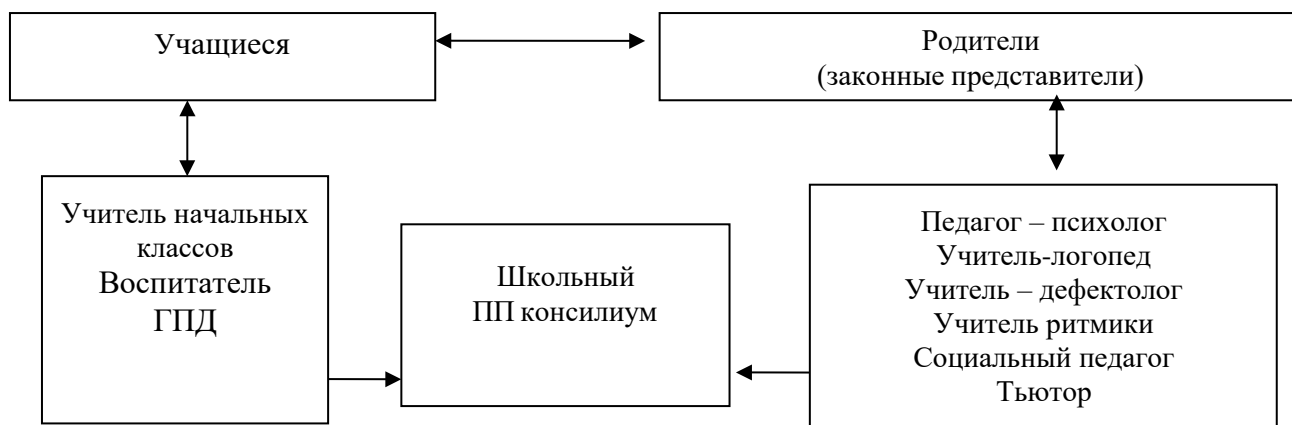 Учащиеся
Родители
(законные представители)
Учитель начальных
классов
Воспитатель
ГПД
Школьный
ПП консилиум
Педагог – психолог
Учитель-логопед
Учитель – дефектолог
Учитель ритмики
Социальный педагог
Тьютор